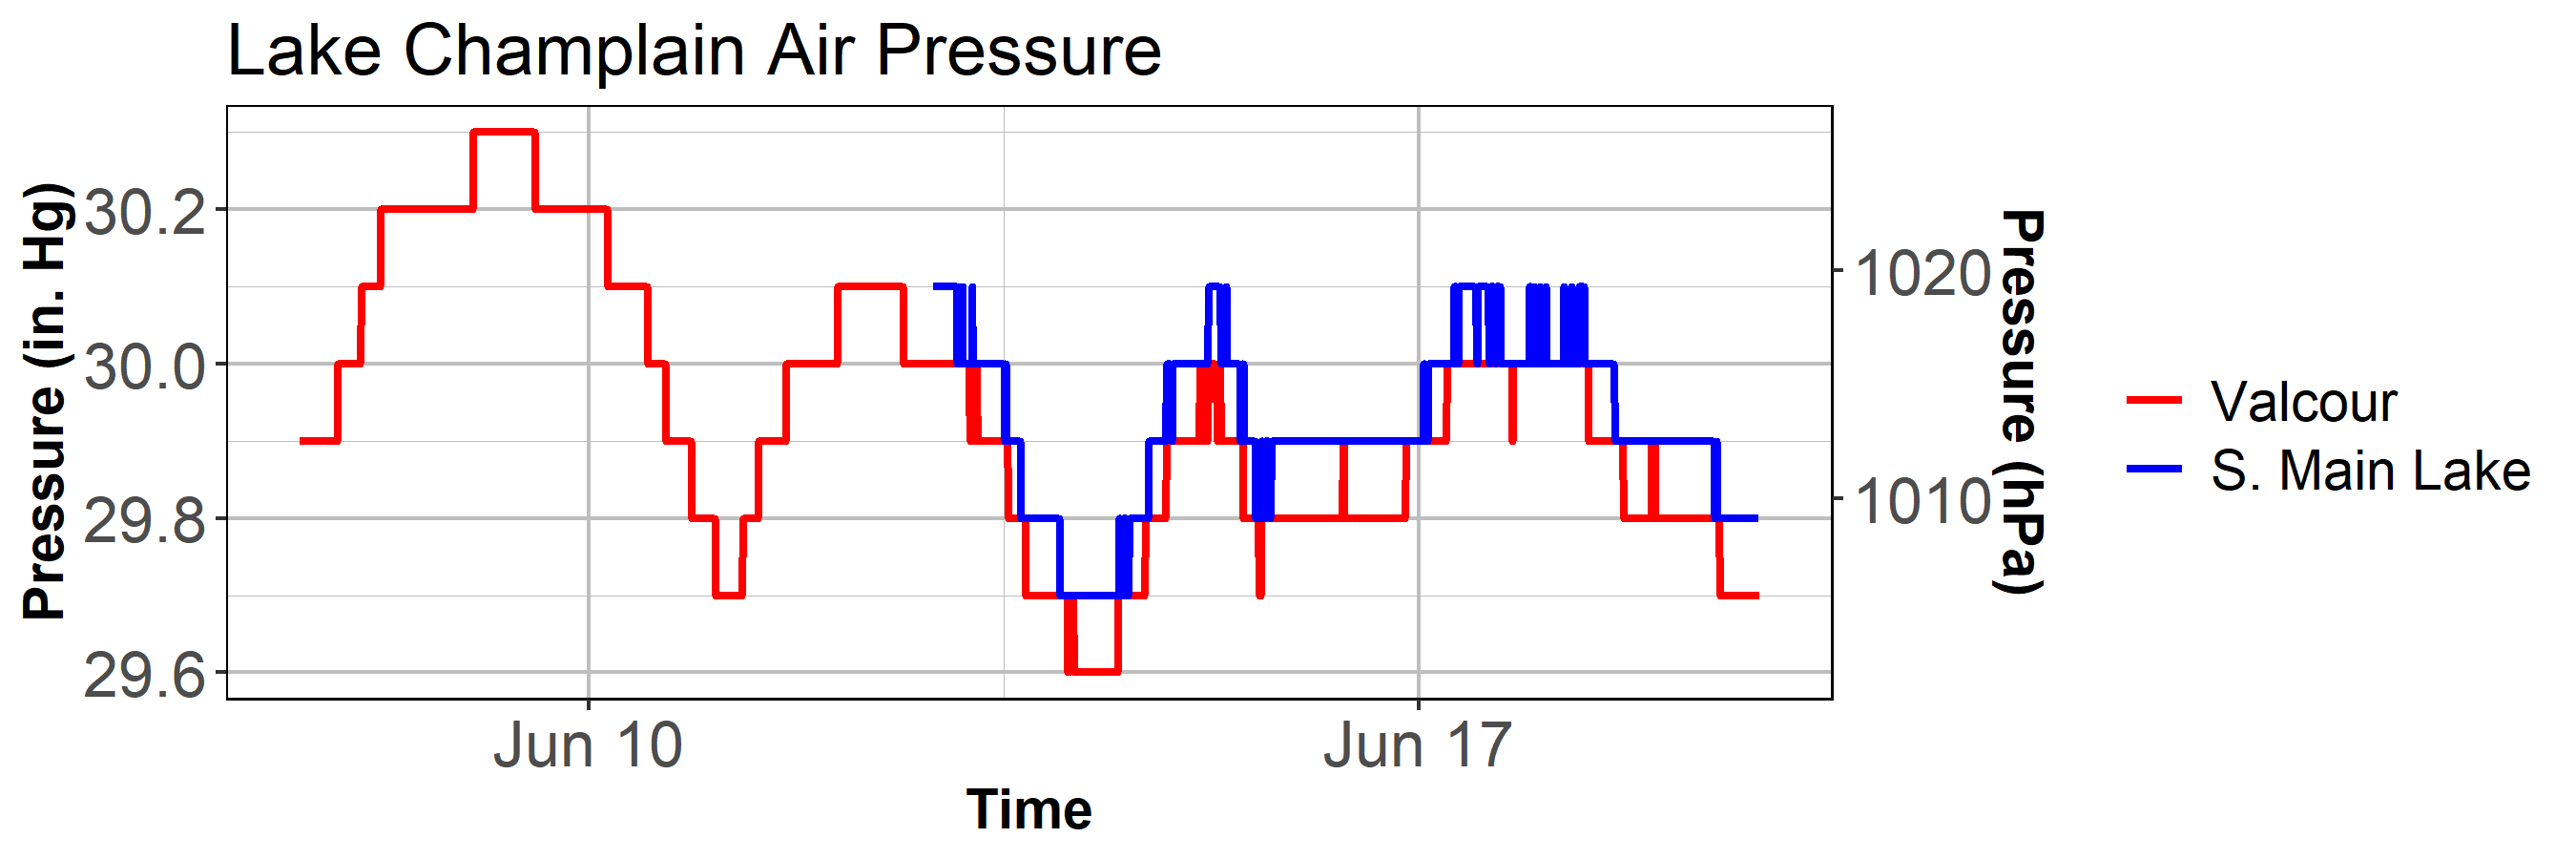 Lake Champlain Air Pressure
Pressure (in. Hg)
30.2
30.0
29.8
29.6
1020
1010
Pressure (hPa)
Valcour
S. Main Lake
Jun 10
Jun 17
Time